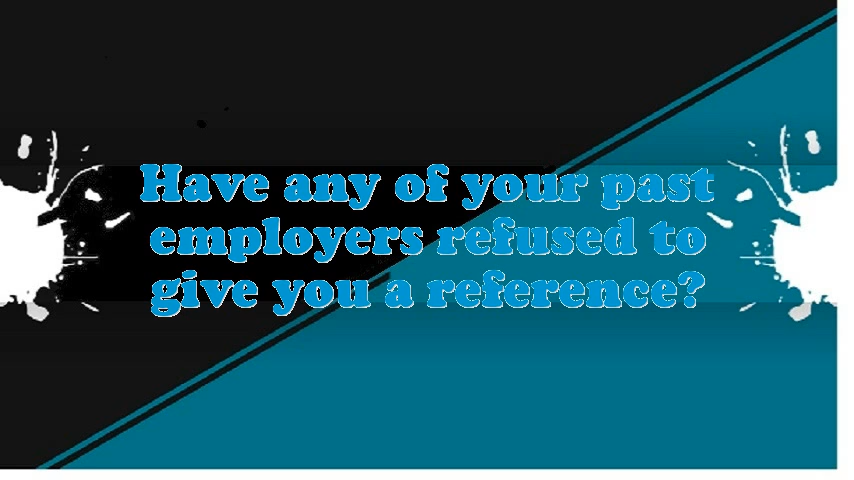 Have any of your past
employers refused to
give you a reference?